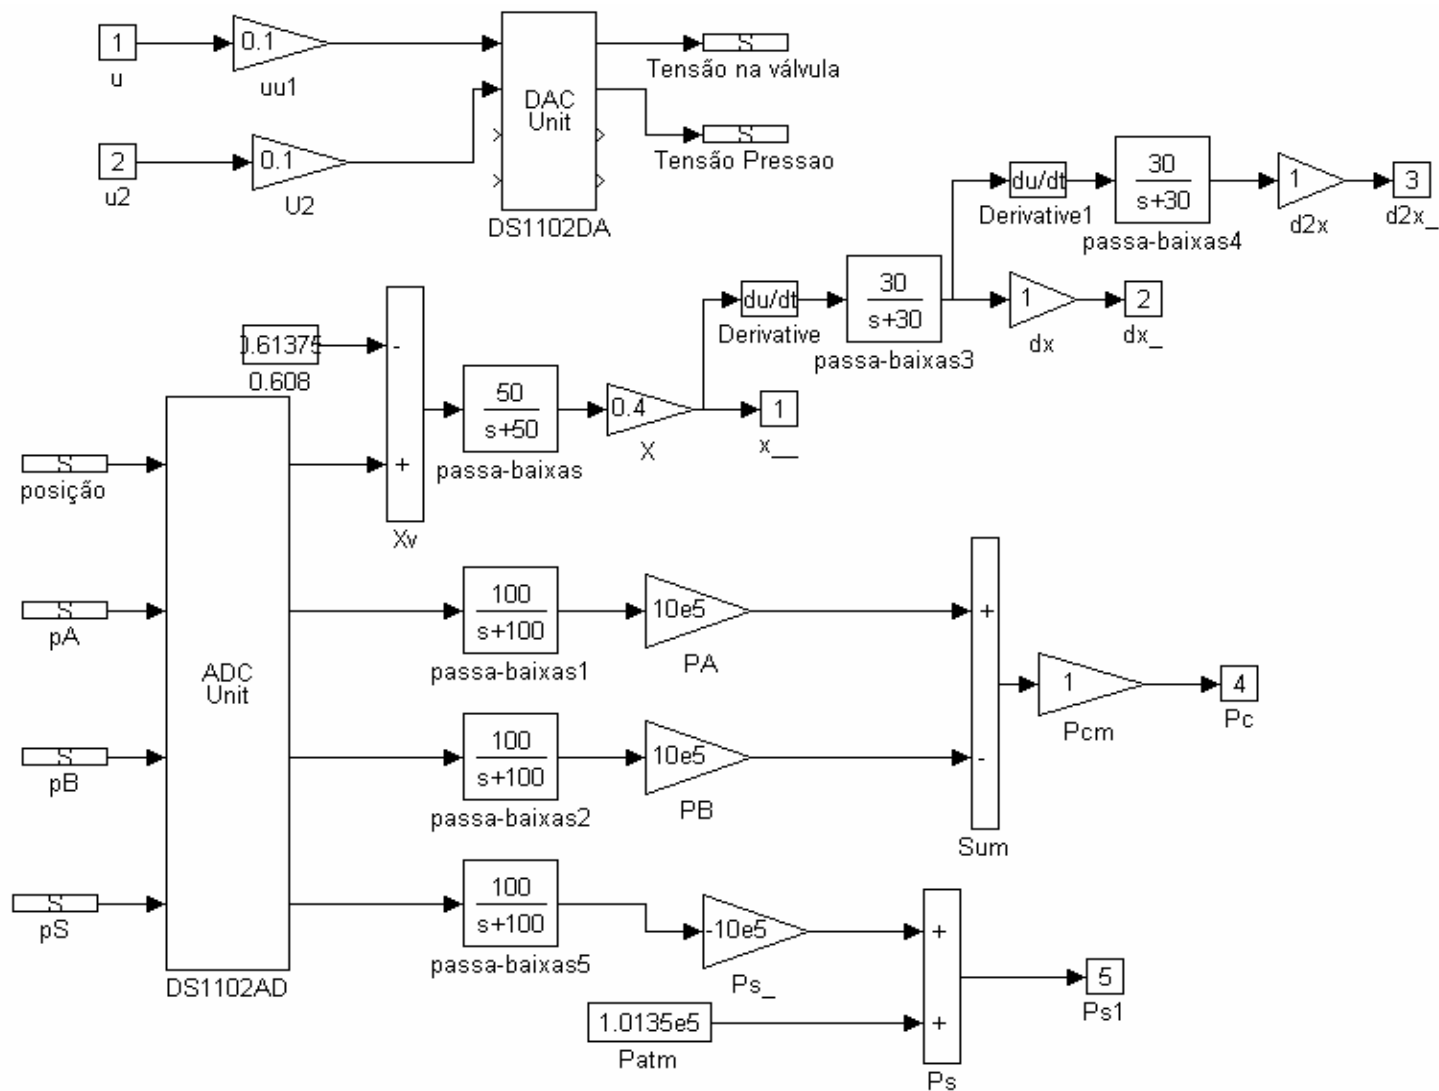 1
u
0.1
uu1
2
u2
0.1
U2
DAC
Unit
DS1102DA
S
Tensão na válvula
S
Tensão Pressao
du/dt
Derivative1
30
s+30
passa-baixas4
1
d2x
3
d2x_
du/dt
Derivative
30
s+30
passa-baixas3
1
dx
2
dx_
0.61375
0.608
-
+
Xv
50
s+50
passa-baixas
0.4
X
1
x__
S
posição
S
pA
S
pB
S
pS
ADC
Unit
DS1102AD
100
s+100
passa-baixas1
10e5
PA
100
s+100
passa-baixas2
10e5
PB
+
-
Sum
1
Pcm
4
Pc
100
s+100
passa-baixas5
-10e5
Ps_
1.0135e5
Patm
+
+
Ps
5
Ps1